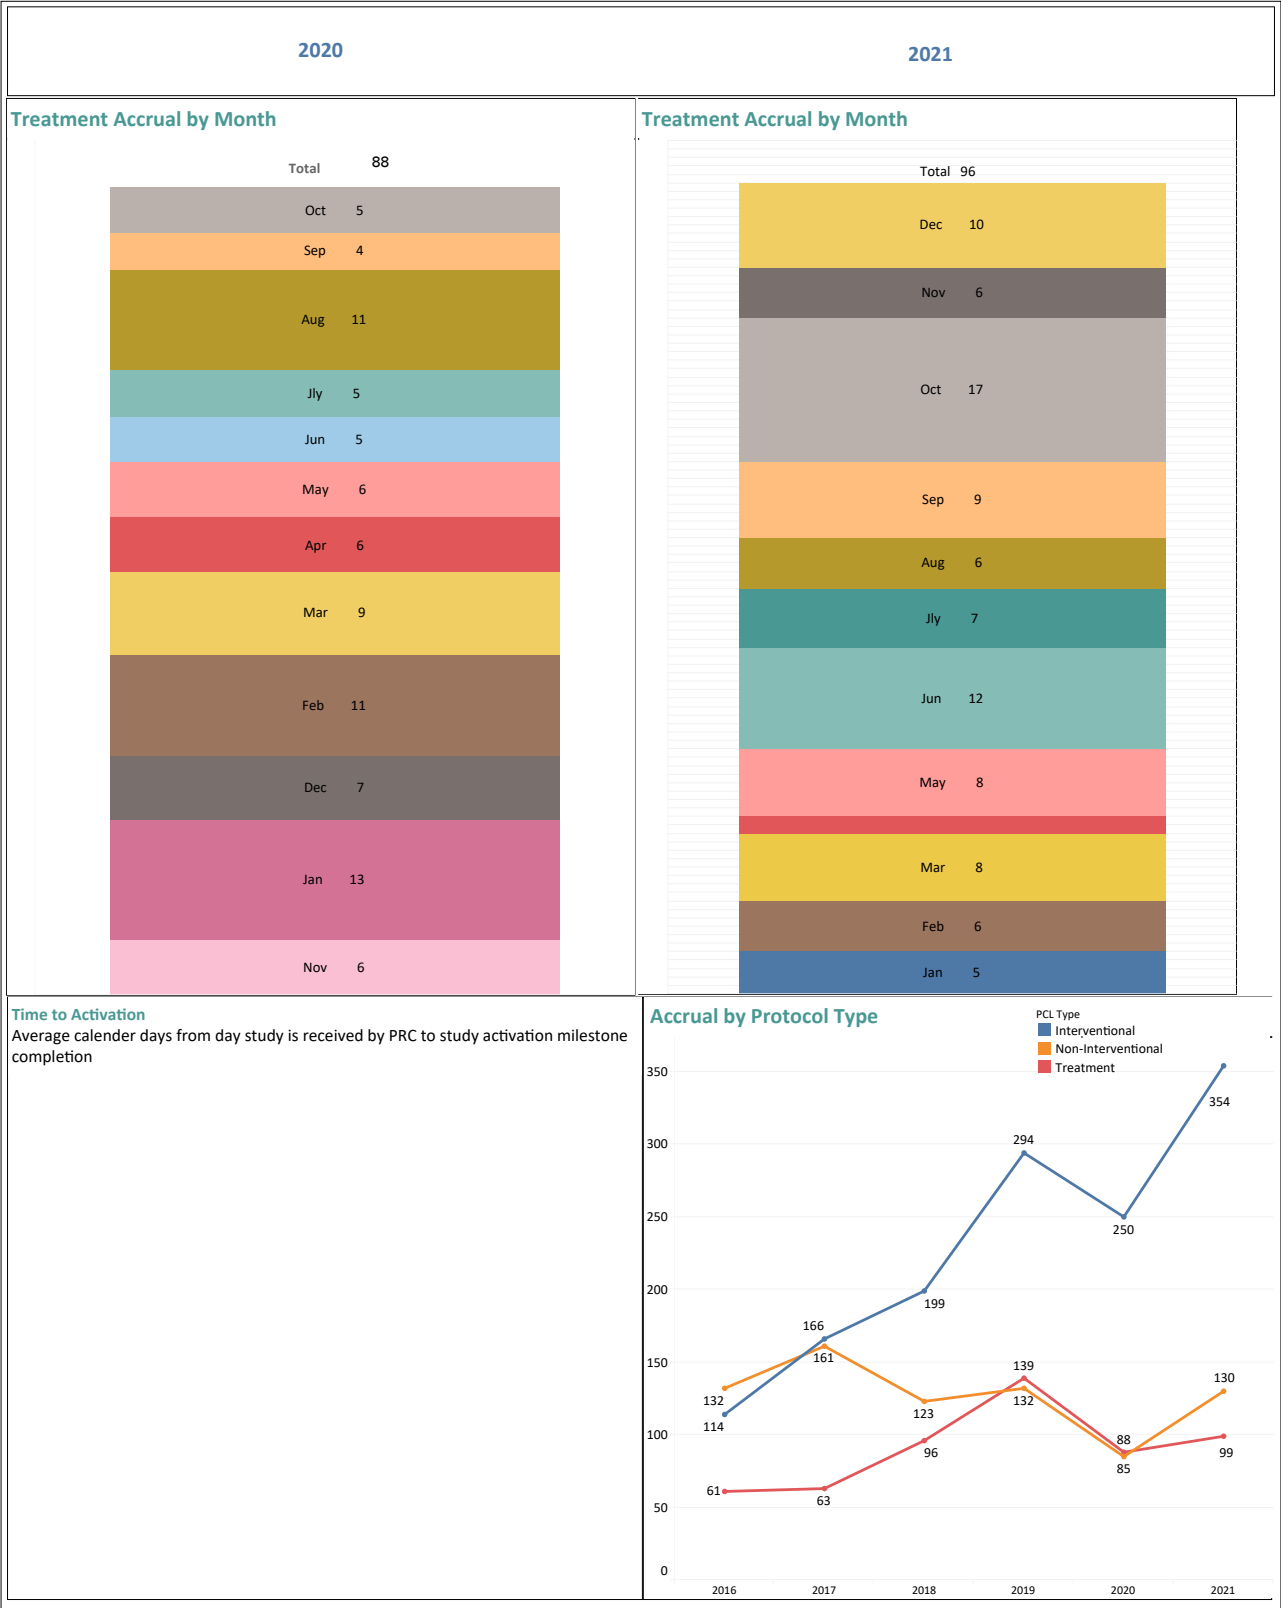 2020
2021
Treatment Accrual by Month
Total 88
Oct 5
Sep 4
Aug 11
Jly 5
Jun 5
May 6
Apr 6
Mar 9
Feb 11
Dec 7
Jan 13
Nov 6
Treatment Accrual by Month
Total 96
Dec 10
Nov 6
Oct 17
Sep 9
Aug 6
Jly 7
Jun 12
May 8
Mar 8
Feb 6
Jan 5
Time to Activation
Average calender days from day study is received by PRC to study activation milestone
completion
Accrual by Protocol Type
PCL Type
Interventional
Non-Interventional
Treatment
350
354
300
294
250
250
200
199
166
161
150
139
132
132
130
123
114
100
96
88
99
85
61
63
50
0
2016 2017 2018 2019 2020 2021